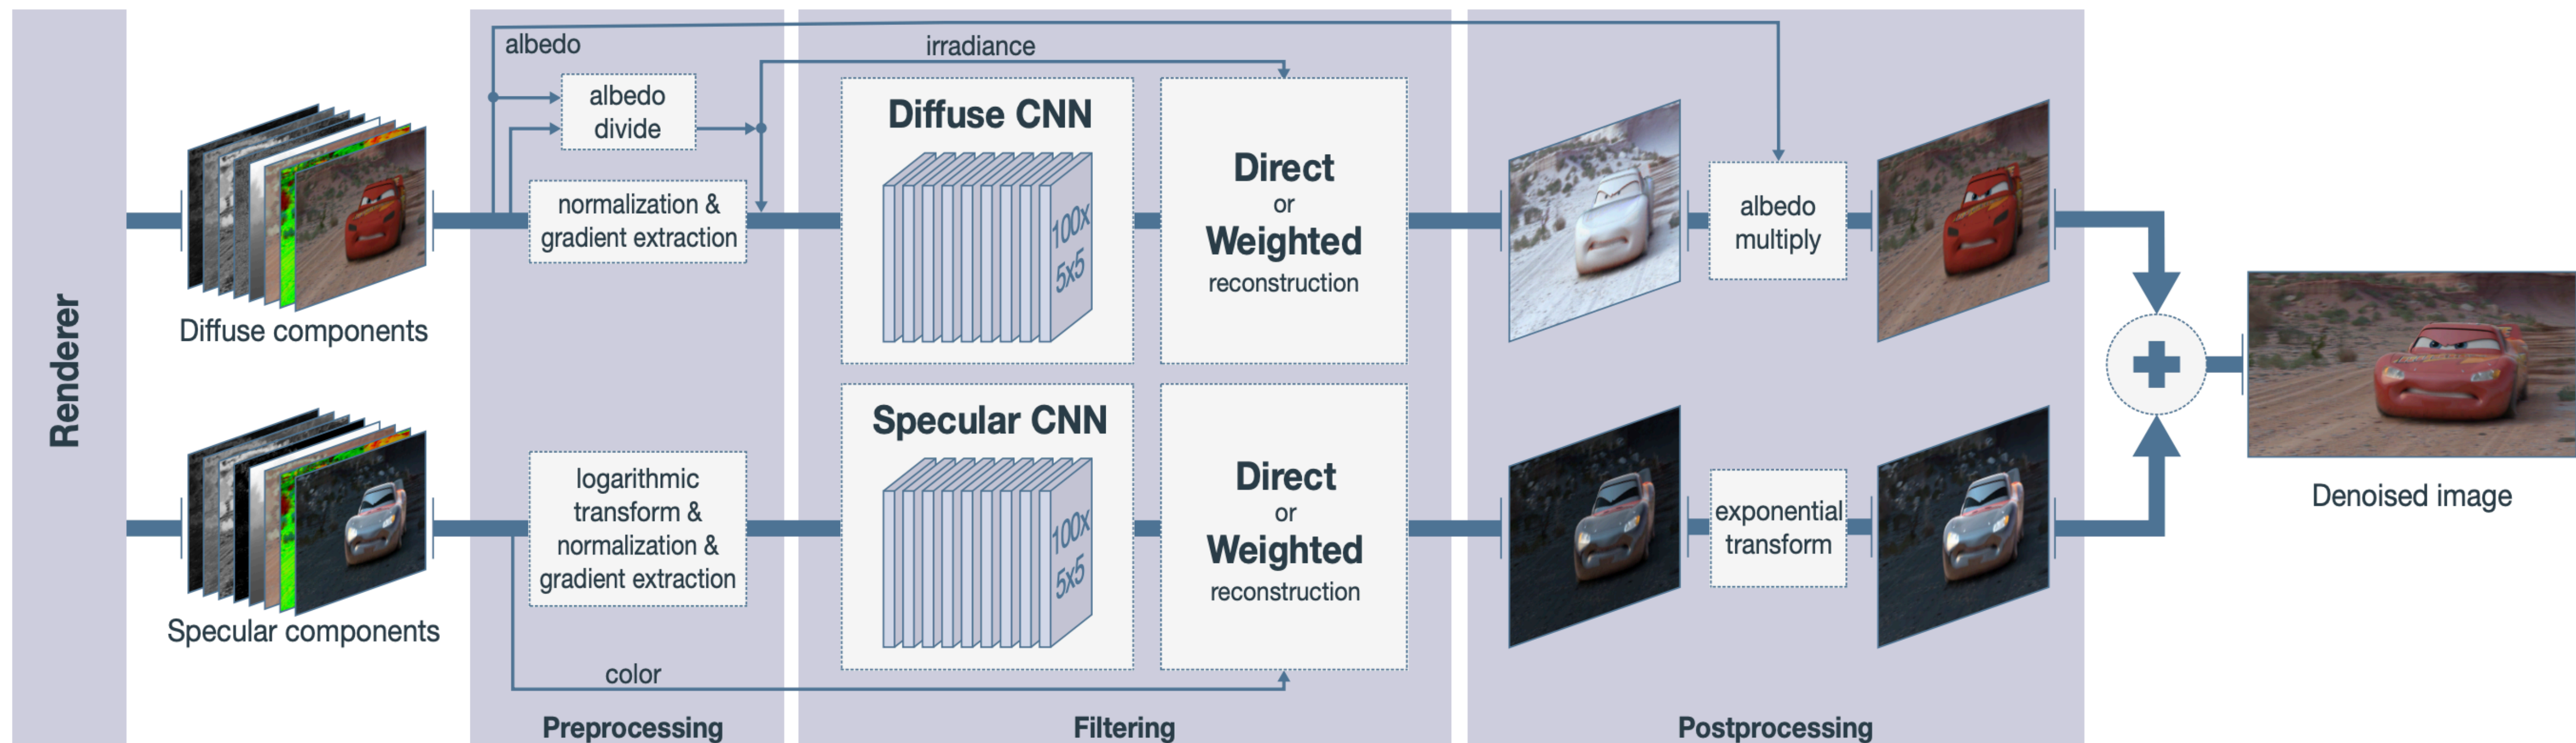 Renderer
Diffuse components
Specular components
albedo
albedo
divide
normalization &
gradient extraction
logarithmic
transform &
normalization &
gradient extraction
color
Preprocessing
irradiance
Diffuse CNN
100x
5x5
Direct
or
Weighted
reconstruction
Specular CNN
100x
5x5
Direct
or
Weighted
reconstruction
Filtering
albedo
multiply
exponential
transform
Postprocessing
Denoised image